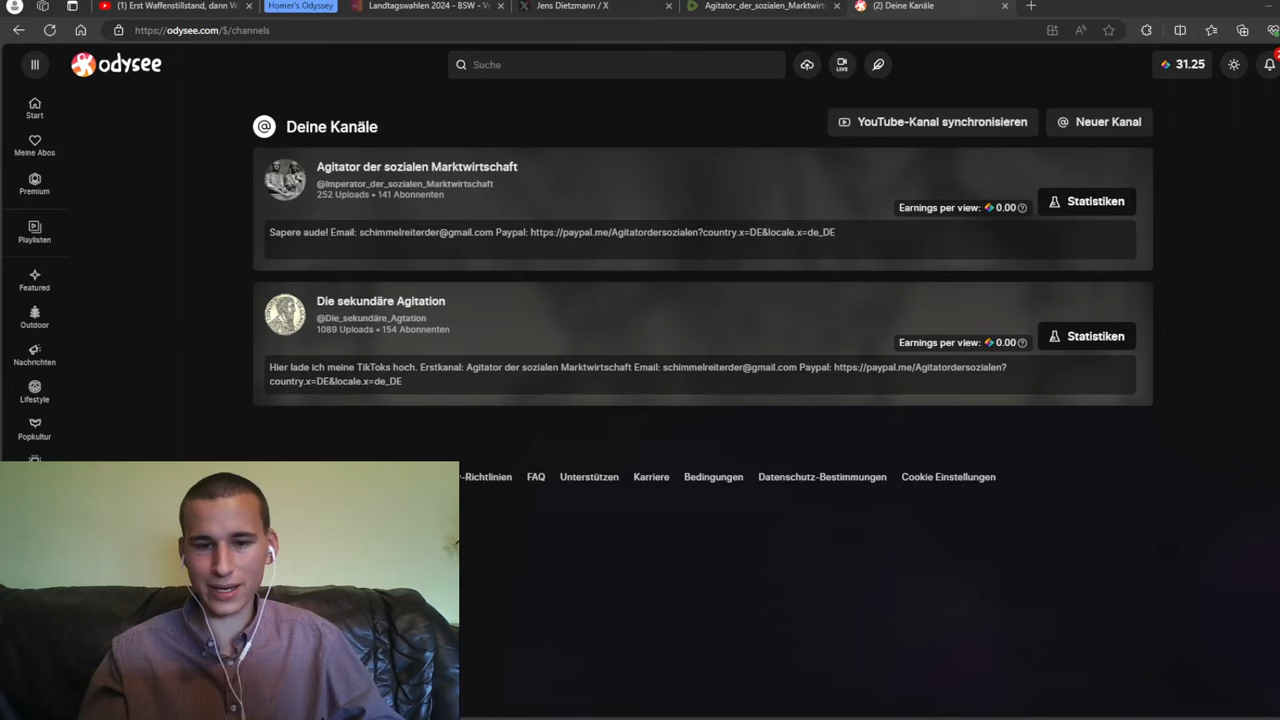 (1) Erst Waffenstillstand, dann W
Homer's Odyssey
Landtagswahlen 2024 - BSW - V
Jens Dietzmann / X
Agitator_der_sozialen_Marktwirts
(2) Deine Kanäle
https://odysee.com/$/channels
odysee
Suche
LIVE
31.25
Start
Meine Abos
Premium
Playlisten
Featured
Outdoor
Nachrichten
Lifestyle
Popkultur
Deine Kanäle
YouTube-Kanal synchronisieren
Neuer Kanal
Agitator der sozialen Marktwirtschaft
@Imperator_der_sozialen_Marktwirtschaft
252 Uploads • 141 Abonnenten
Earnings per view: 0.00
Statistiken
Sapere aude! Email: schimmelreiterder@gmail.com Paypal: https://paypal.me/Agitatordersozialen?country.x=DE&locale.x=de_DE
Die sekundäre Agitation
@Die_sekundäre_Agtation
1089 Uploads • 154 Abonnenten
Earnings per view: 0.00
Statistiken
Hier lade ich meine TikToks hoch. Erstkanal: Agitator der sozialen Marktwirtschaft Email: schimmelreiterder@gmail.com Paypal: https://paypal.me/Agitatordersozialen?
country.x=DE&locale.x=de_DE
-Richtlinien FAQ Unterstützen Karriere Bedingungen Datenschutz-Bestimmungen Cookie Einstellungen